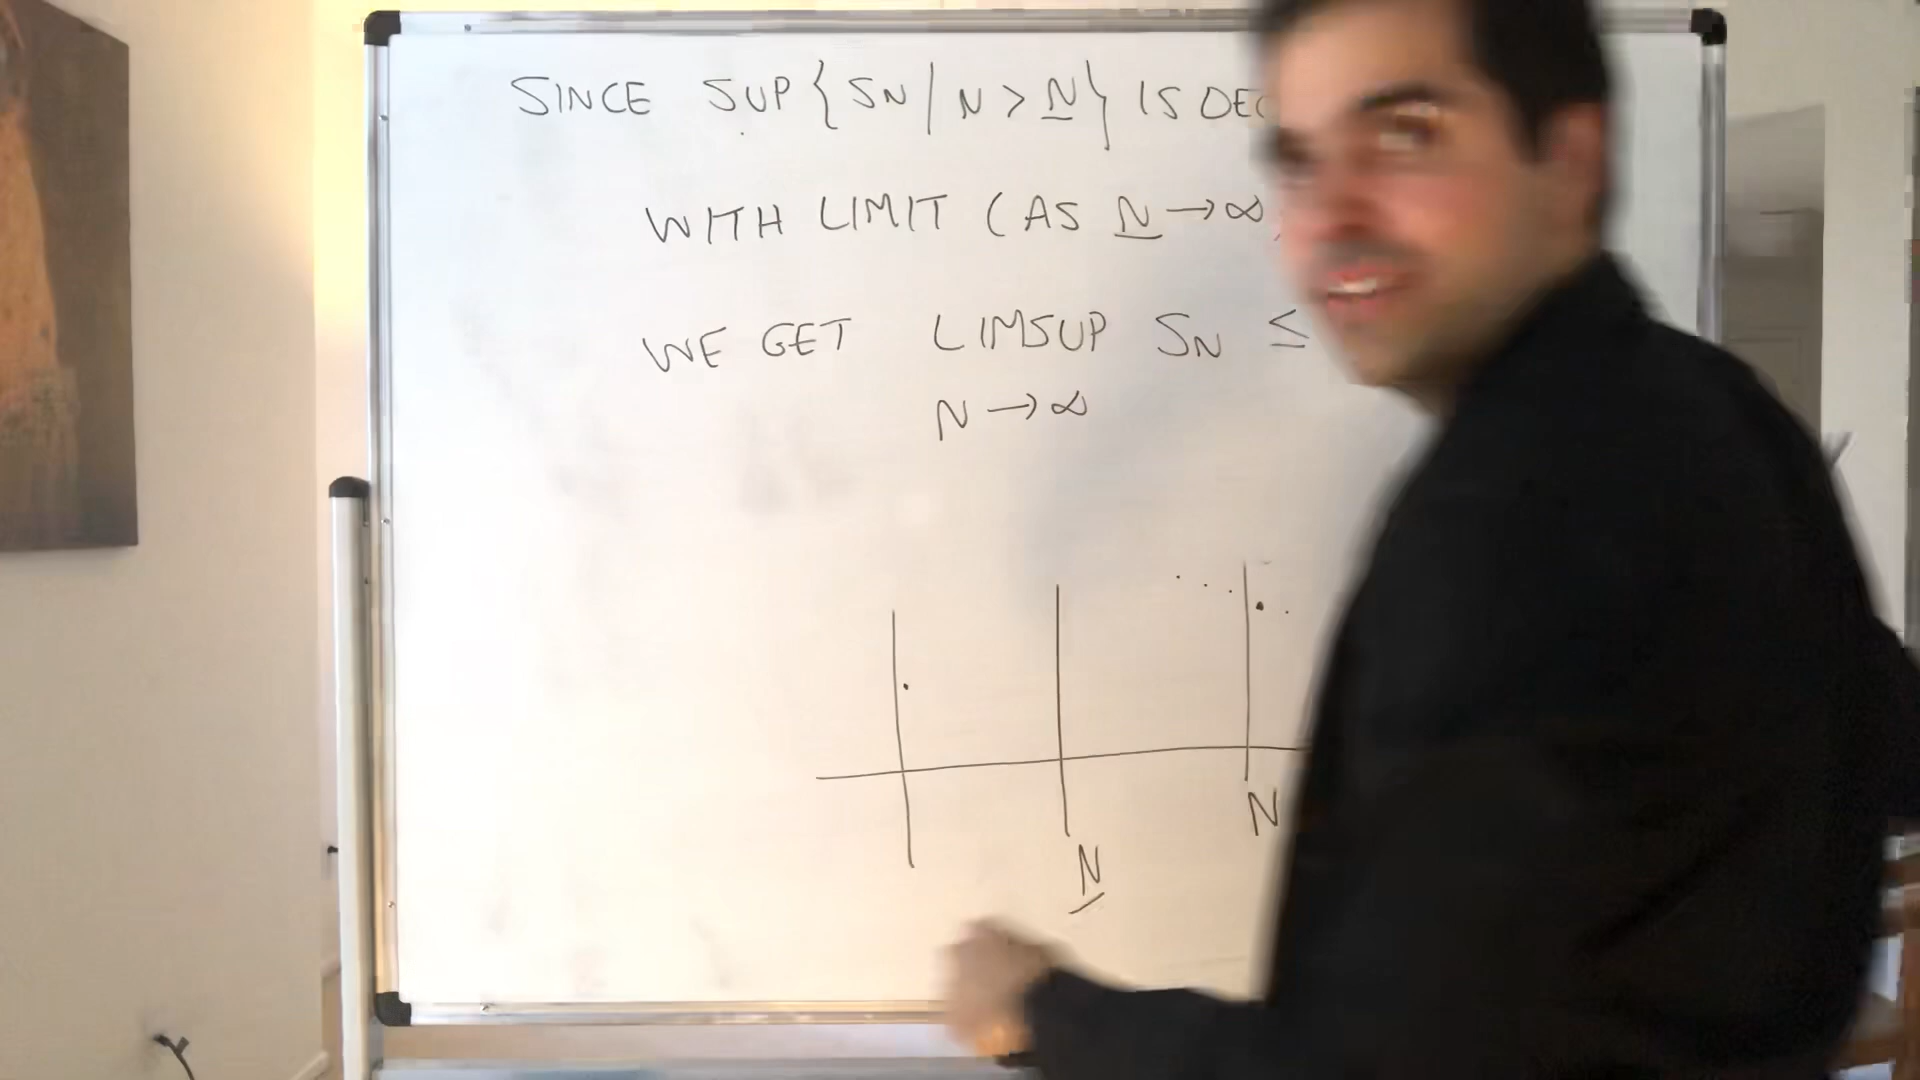 SINCE SUP { SN | N > N } IS DEC
WITH LIMIT (AS N → ∞
WE GET LIMSUP SN ≤
N → ∞
N
N